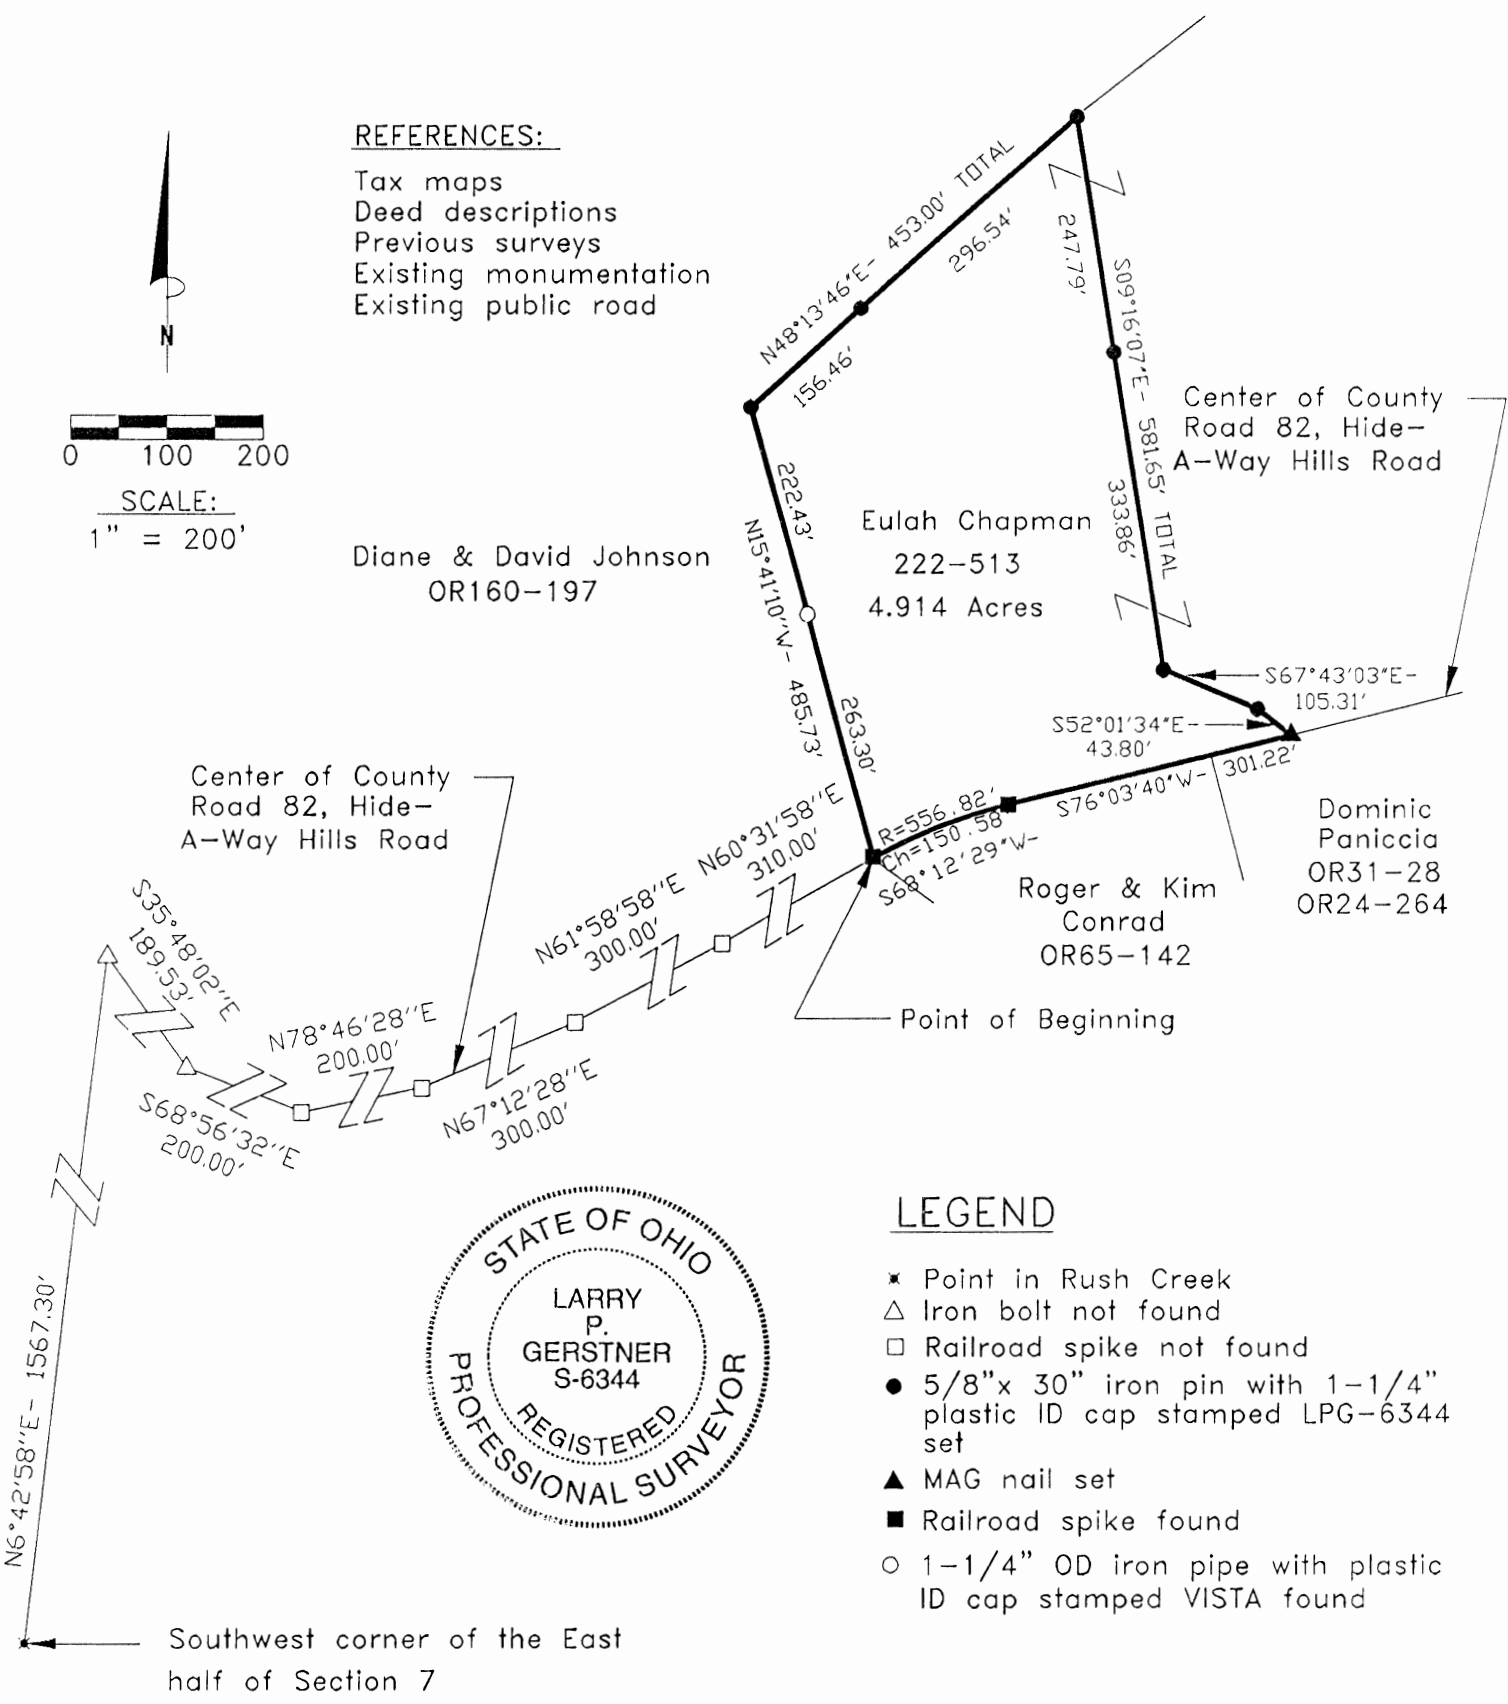 REFERENCES:
Tax maps
Deed descriptions
Previous surveys
Existing monumentation
Existing public road
N
0 100 200
SCALE:
1" = 200'
N48°13'46"E- 453.00' TOTAL
296.54'
156.46'
247.79'
S09°16'07"E- 581.65' TOTAL
333.86'
Center of County
Road 82, Hide-
A-Way Hills Road
222.43'
N15°41'10"W- 485.73'
263.30'
Eulah Chapman
222-513
4.914 Acres
Diane & David Johnson
OR160-197
S67°43'03"E-
105.31'
S52°01'34"E-
43.80'
S76°03'40"W- 301.22'
R=556.82'
Ch=150.58'
S68°12'29"W-
Center of County
Road 82, Hide-
A-Way Hills Road
N60°31'58"E
310.00'
N61°58'58"E
300.00'
Dominic
Paniccia
OR31-28
OR24-264
Roger & Kim
Conrad
OR65-142
Point of Beginning
S35°48'02"E
189.53'
N78°46'28"E
200.00'
N67°12'28"E
300.00'
S68°56'32"E
200.00'
N6°42'58"E- 1567.30'
STATE OF OHIO
LARRY
P.
GERSTNER
S-6344
REGISTERED
PROFESSIONAL SURVEYOR
LEGEND
Point in Rush Creek
Iron bolt not found
Railroad spike not found
5/8"x 30" iron pin with 1-1/4"
plastic ID cap stamped LPG-6344
set
MAG nail set
Railroad spike found
1-1/4" OD iron pipe with plastic
ID cap stamped VISTA found
Southwest corner of the East
half of Section 7